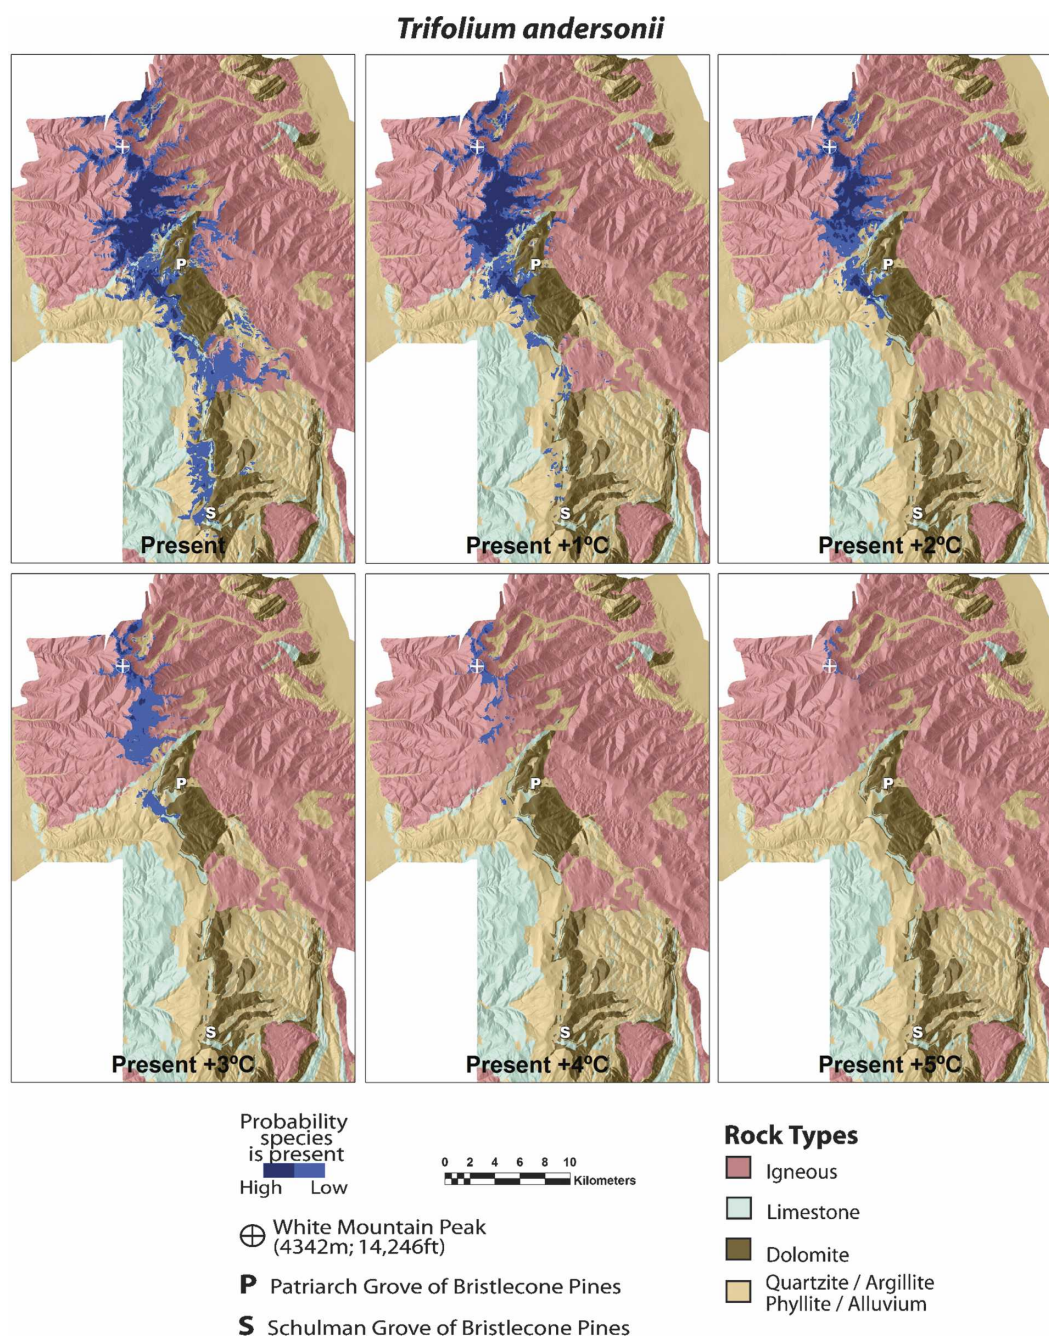 Trifolium andersonii
P
S
Present
P
S
Present +1ºC
P
S
Present +2ºC
P
S
Present +3ºC
P
S
Present +4ºC
P
S
Present +5ºC
Probability
species
is present
High Low
0 2 4 6 8 10
Kilometers
White Mountain Peak
(4342m; 14,246ft)
P Patriarch Grove of Bristlecone Pines
S Schulman Grove of Bristlecone Pines
Rock Types
Igneous
Limestone
Dolomite
Quartzite / Argillite
Phyllite / Alluvium